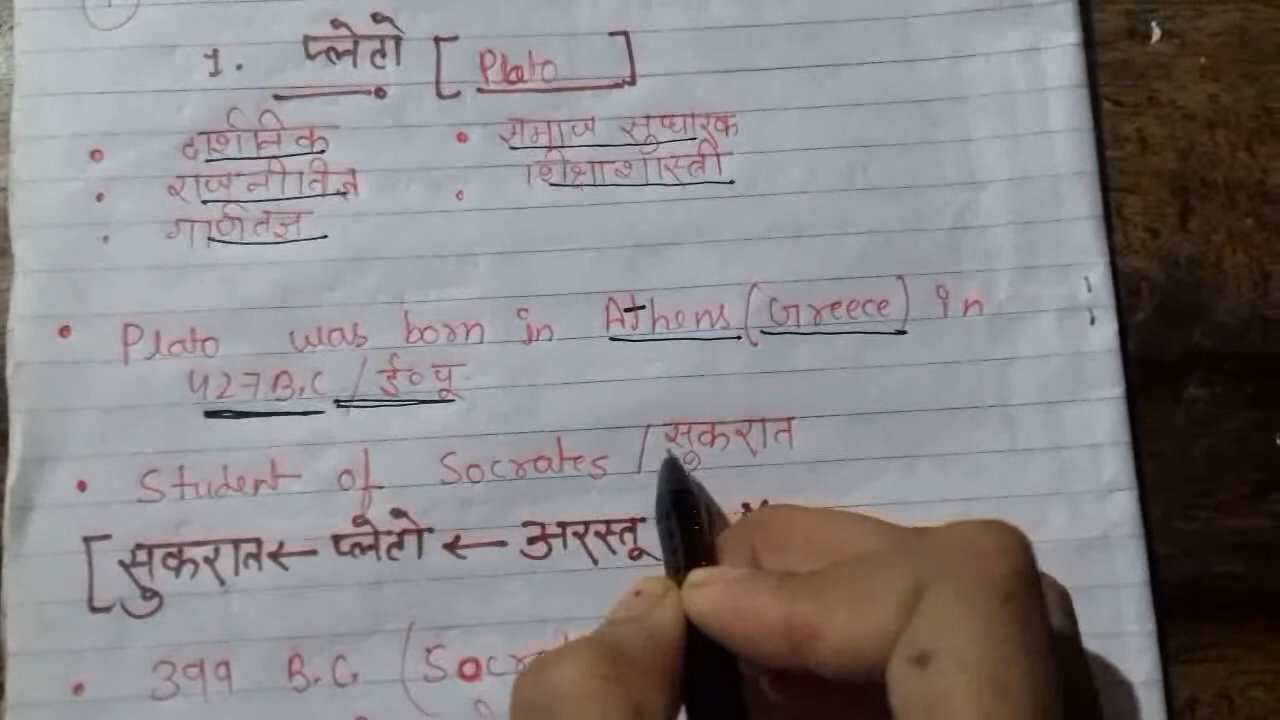 1. प्लेटो [ Plato ]
• दार्शनिक • समाज सुधारक
• राजनीतिज्ञ • शिक्षाशास्त्री
• गणितज्ञ
• Plato was born in Athens (Greece) in
427 B.C / ई०पू
• Student of Socrates / सुकरात
[ सुकरात ← प्लेटो ← अरस्तू
• 399 B.C. (Socra